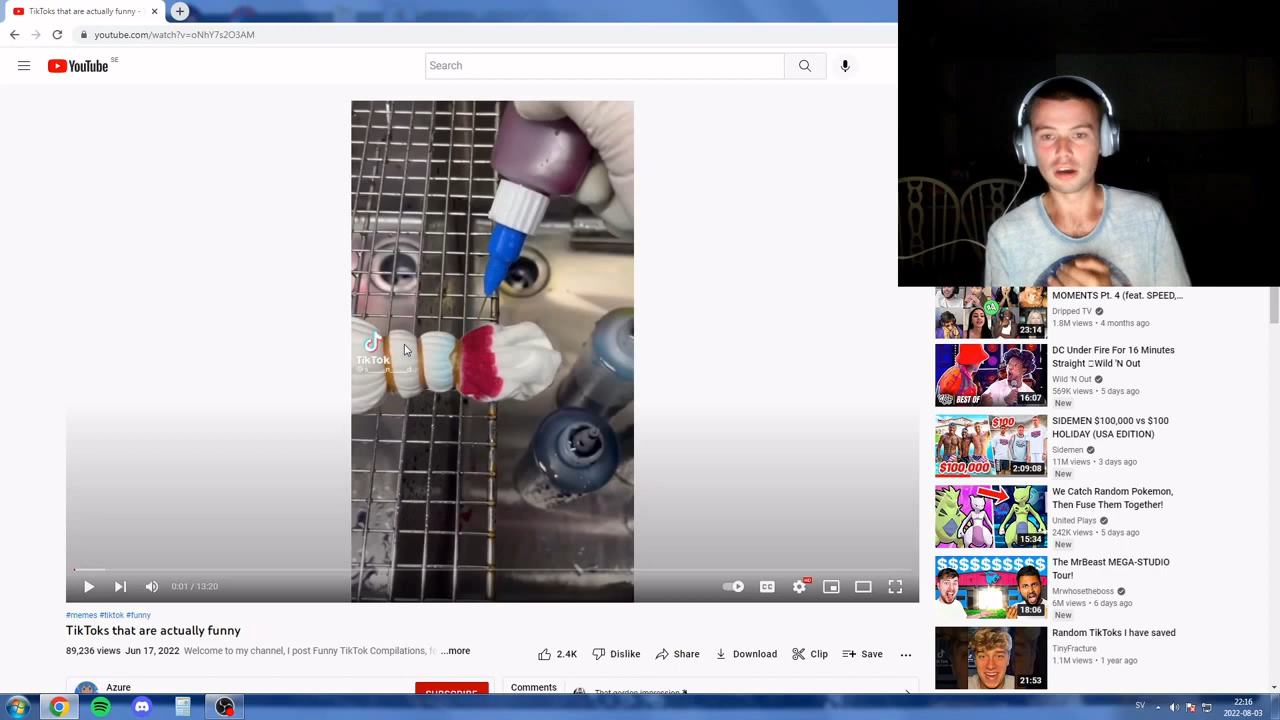 TikToks that are actually funny -
youtube.com/watch?v=oNhY7s2O3AM
YouTube SE
Search
TikTok
0:01 / 13:20
CC
HD
#memes #tiktok #funny
TikToks that are actually funny
89,236 views Jun 17, 2022 Welcome to my channel, I post Funny TikTok Compilations, ...more
2.4K Dislike Share Download Clip Save
Azure
SUBSCRIBE
Comments
MOMENTS Pt. 4 (feat. SPEED,...
Dripped TV
1.8M views • 4 months ago
23:14
DC Under Fire For 16 Minutes
Straight □Wild 'N Out
Wild 'N Out
569K views • 5 days ago
New
BEST OF
16:07
SIDEMEN $100,000 vs $100
HOLIDAY (USA EDITION)
Sidemen
11M views • 3 days ago
New
$100
$100,000
2:09:08
We Catch Random Pokemon,
Then Fuse Them Together!
United Plays
242K views • 5 days ago
New
15:34
The MrBeast MEGA-STUDIO
Tour!
Mrwhosetheboss
6M views • 6 days ago
New
$$$$$$$$$
18:06
Random TikToks I have saved
TinyFracture
1.1M views • 1 year ago
21:53
SV
22:16
2022-08-03